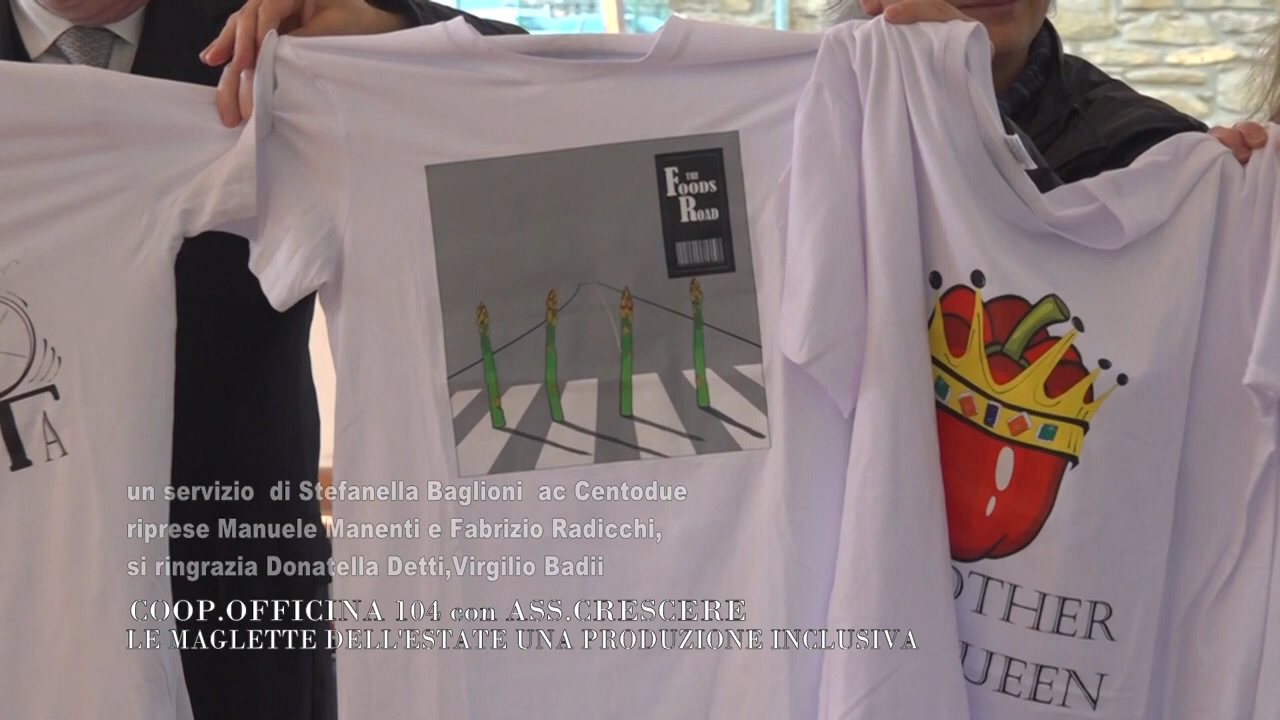 THE
FOODS
ROAD
TA
OTHER
UEEN
un servizio  di Stefanella Baglioni  ac Centodue
riprese Manuele Manenti e Fabrizio Radicchi,
si ringrazia Donatella Detti,Virgilio Badii
COOP.OFFICINA 104 con ASS.CRESCERE
LE MAGLETTE DELL'ESTATE UNA PRODUZIONE INCLUSIVA